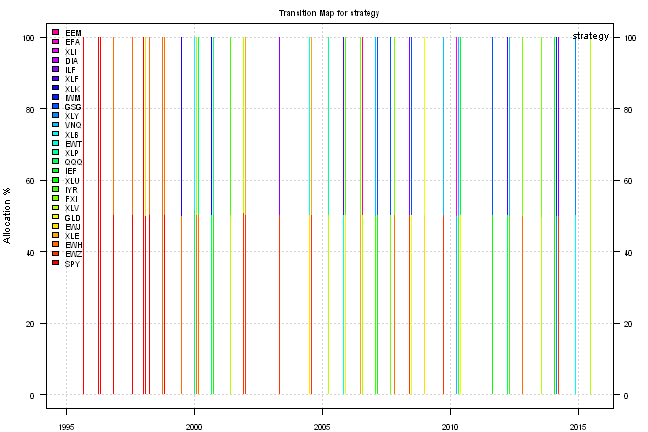 Transition Map for strategy
strategy
EEM
EFA
XLI
DIA
ILF
XLF
XLK
IWM
GSG
XLY
VNQ
XLB
EWT
XLP
QQQ
IEF
XLU
IYR
FXI
XLV
GLD
EWJ
XLE
EWH
EWZ
SPY
Allocation %
100 100
80 80
60 60
40 40
20 20
0 0
1995 2000 2005 2010 2015